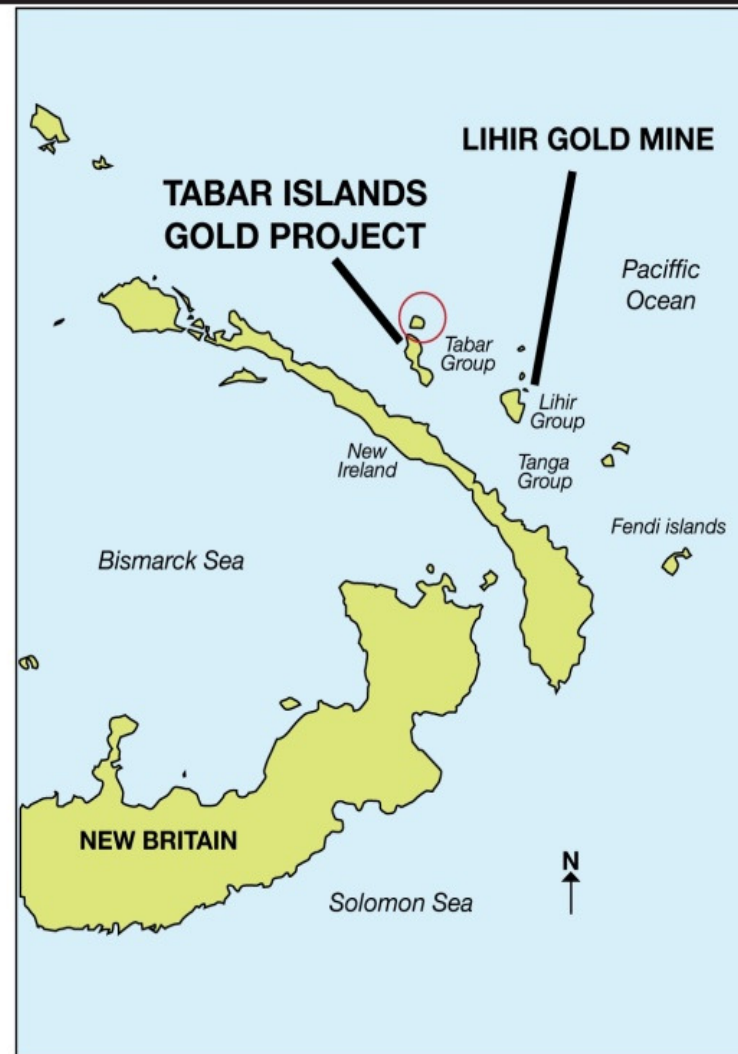 LIHIR GOLD MINE
TABAR ISLANDS
GOLD PROJECT
Paciffic
Ocean
Tabar
Group
Lihir
Group
New
Ireland
Tanga
Group
Fendi islands
Bismarck Sea
NEW BRITAIN
N
Solomon Sea